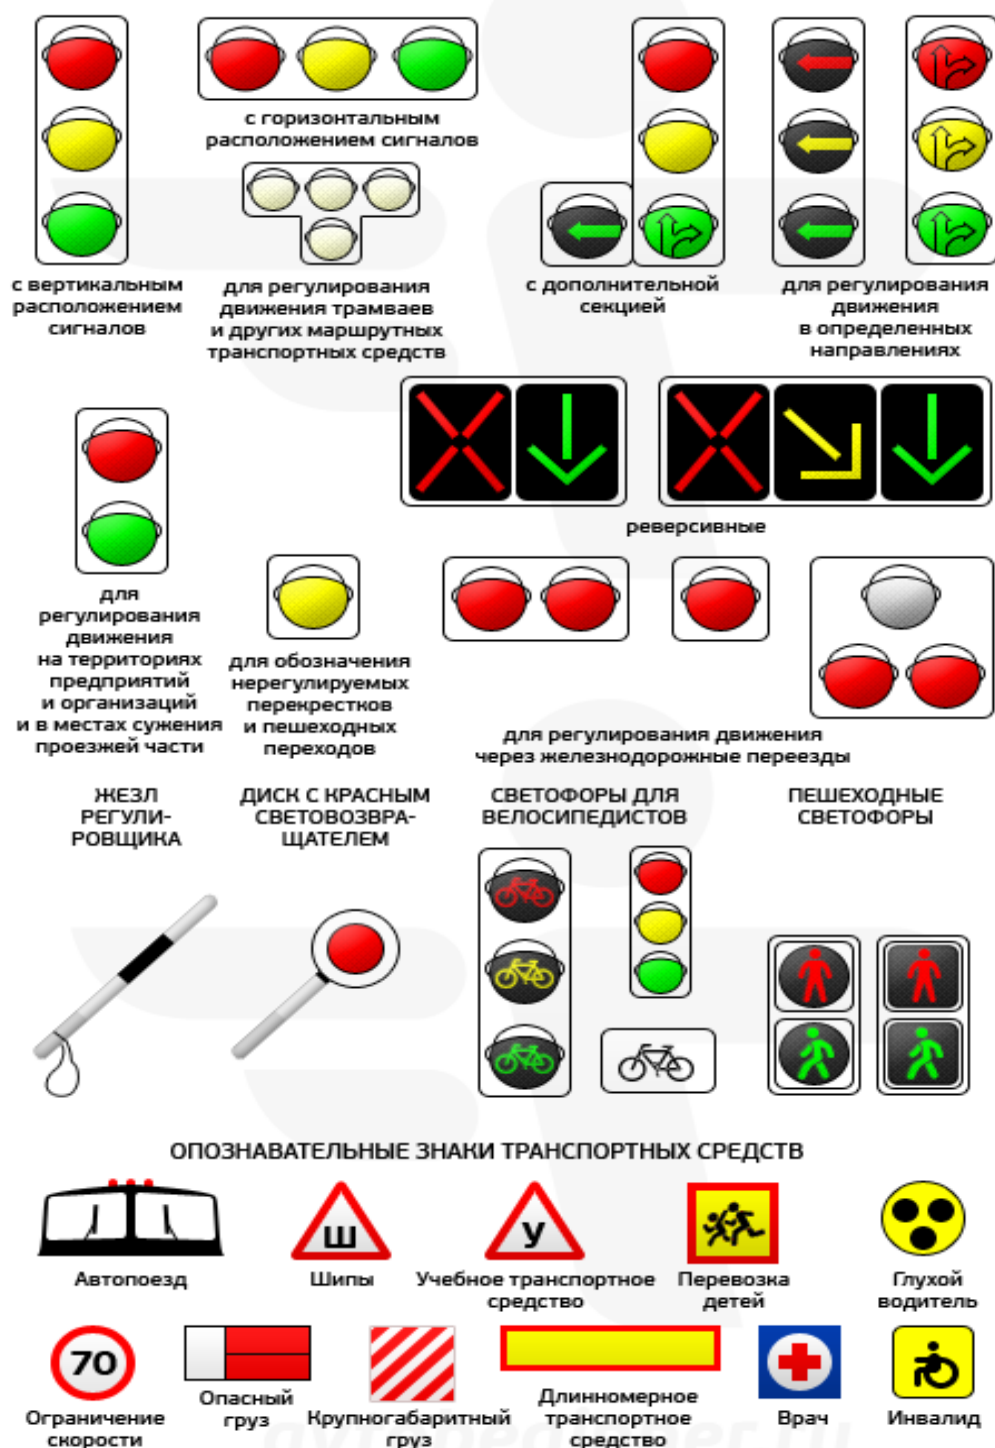 с горизонтальным
расположением сигналов
с вертикальным
расположением
сигналов
для регулирования
движения трамваев
и других маршрутных
транспортных средств
с дополнительной
секцией
для регулирования
движения
в определенных
направлениях
реверсивные
для
регулирования
движения
на территориях
предприятий
и организаций
и в местах сужения
проезжей части
для обозначения
нерегулируемых
перекрестков
и пешеходных
переходов
для регулирования движения
через железнодорожные переезды
ЖЕЗЛ
РЕГУЛИ-
РОВЩИКА
ДИСК С КРАСНЫМ
СВЕТОВОЗВРА-
ЩАТЕЛЕМ
СВЕТОФОРЫ ДЛЯ
ВЕЛОСИПЕДИСТОВ
ПЕШЕХОДНЫЕ
СВЕТОФОРЫ
ОПОЗНАВАТЕЛЬНЫЕ ЗНАКИ ТРАНСПОРТНЫХ СРЕДСТВ
Ш
У
Автопоезд
Шипы
Учебное транспортное
средство
Перевозка
детей
Глухой
водитель
70
Ограничение
скорости
Опасный
груз
Крупногабаритный
груз
Длинномерное
транспортное
средство
Врач
Инвалид